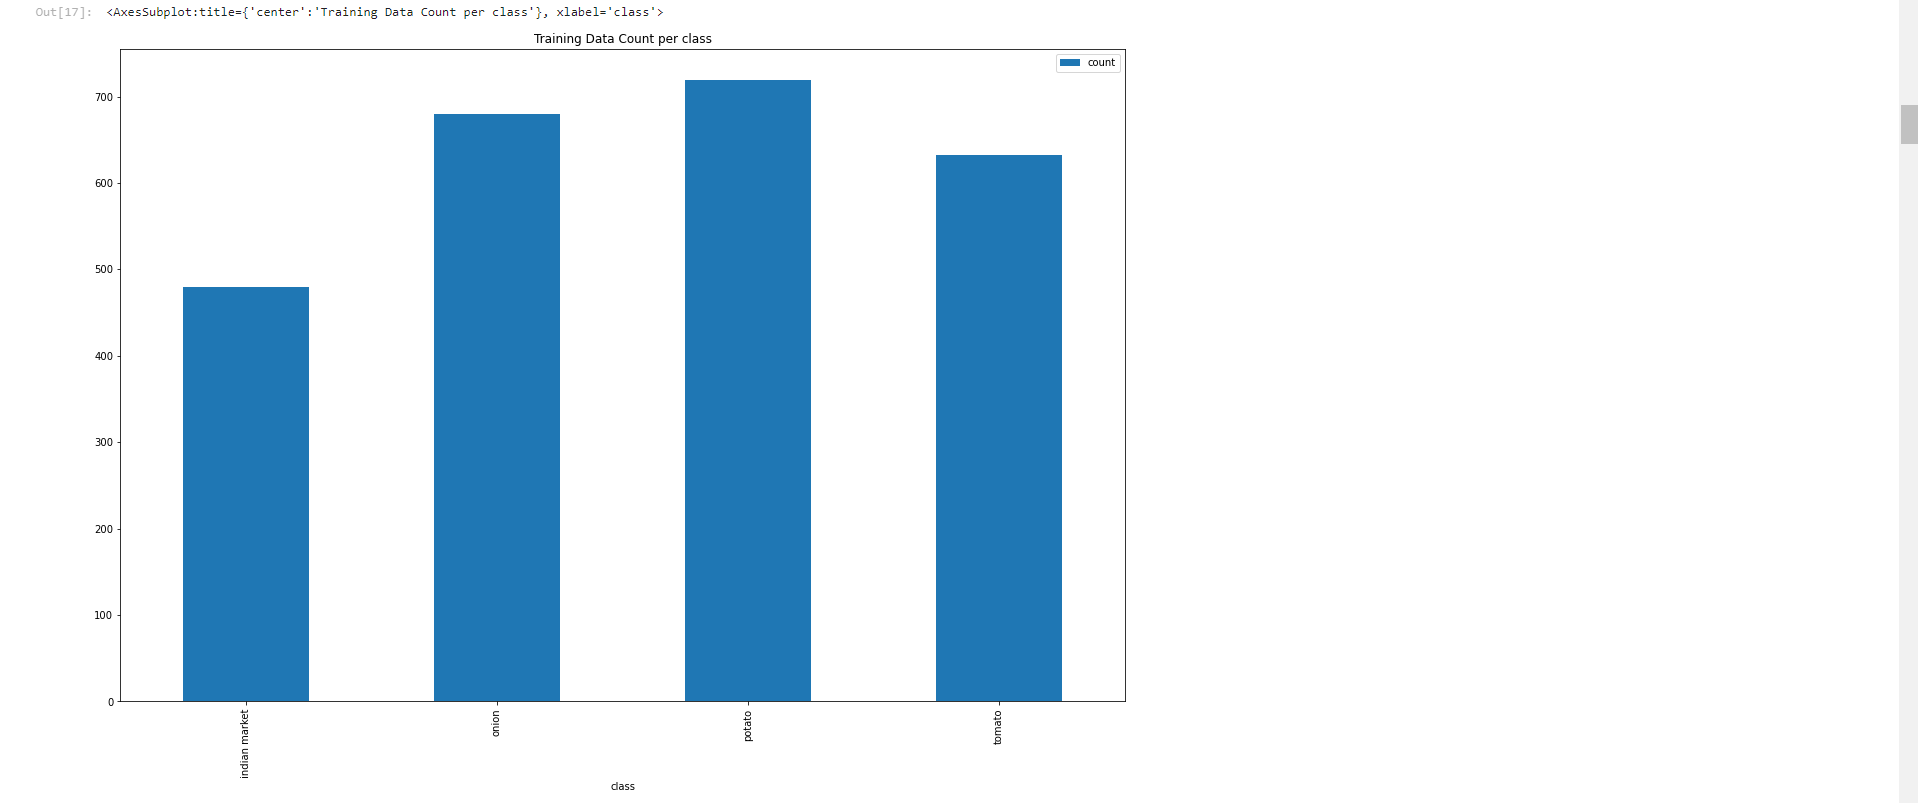 Out[17]: <AxesSubplot:title={'center':'Training Data Count per class'}, xlabel='class'>
Training Data Count per class
count
700
600
500
400
300
200
100
0
indian market
onion
potato
tomato
class